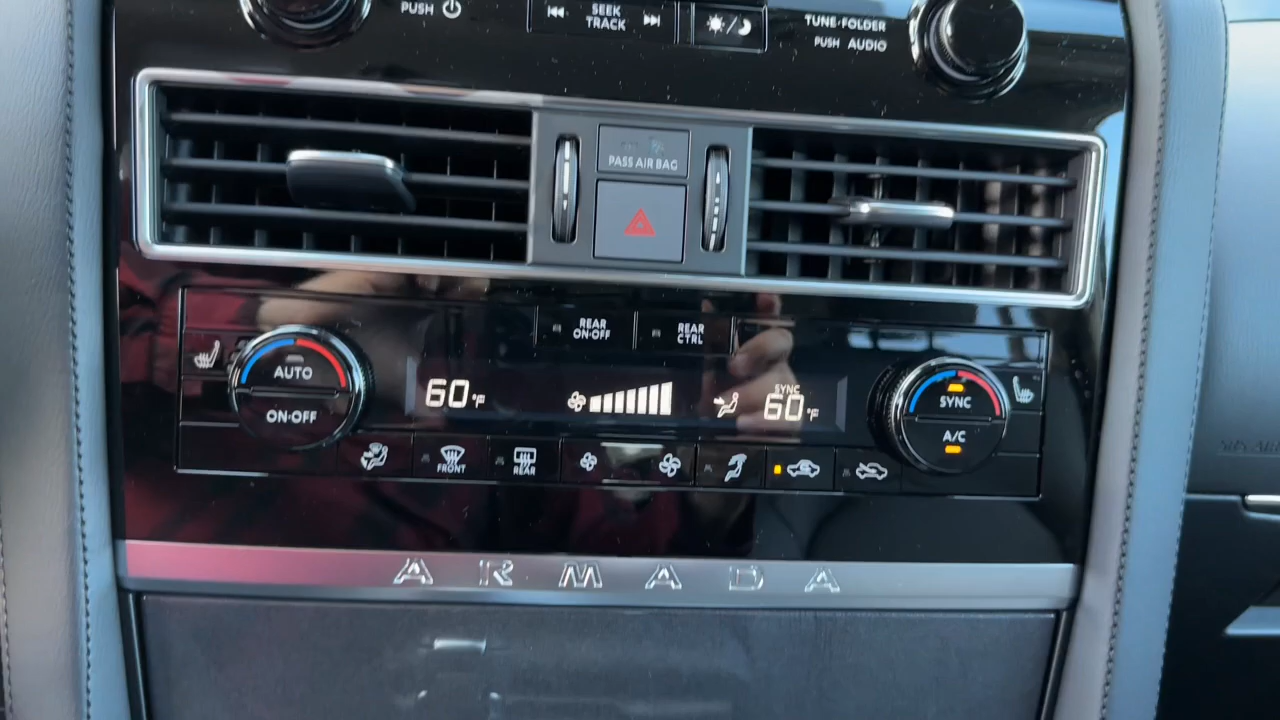 PUSH
SEEK
TRACK
TUNE·FOLDER
PUSH AUDIO
PASS AIR BAG
REAR
ON·OFF
REAR
CTRL
AUTO
ON·OFF
60°F
SYNC
60°F
SYNC
A/C
FRONT
REAR
ARMADA